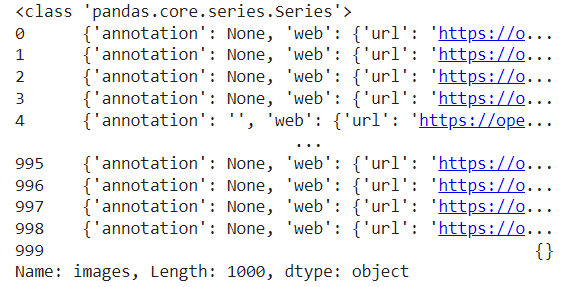 <class 'pandas.core.series.Series'>
0 {'annotation': None, 'web': {'url': 'https://o...
1 {'annotation': None, 'web': {'url': 'https://o...
2 {'annotation': None, 'web': {'url': 'https://o...
3 {'annotation': None, 'web': {'url': 'https://o...
4 {'annotation': '', 'web': {'url': 'https://ope...
...
995 {'annotation': None, 'web': {'url': 'https://o...
996 {'annotation': None, 'web': {'url': 'https://o...
997 {'annotation': None, 'web': {'url': 'https://o...
998 {'annotation': None, 'web': {'url': 'https://o...
999 {}
Name: images, Length: 1000, dtype: object